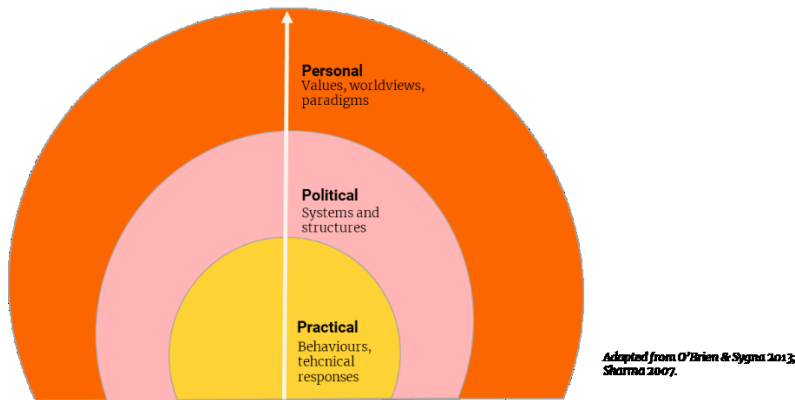 Personal
Values, worldviews,
paradigms
Political
Systems and
structures
Practical
Behaviours,
tehcnical
responses
Adapted from O'Brien & Sygna 2013;
Sharma 2007.